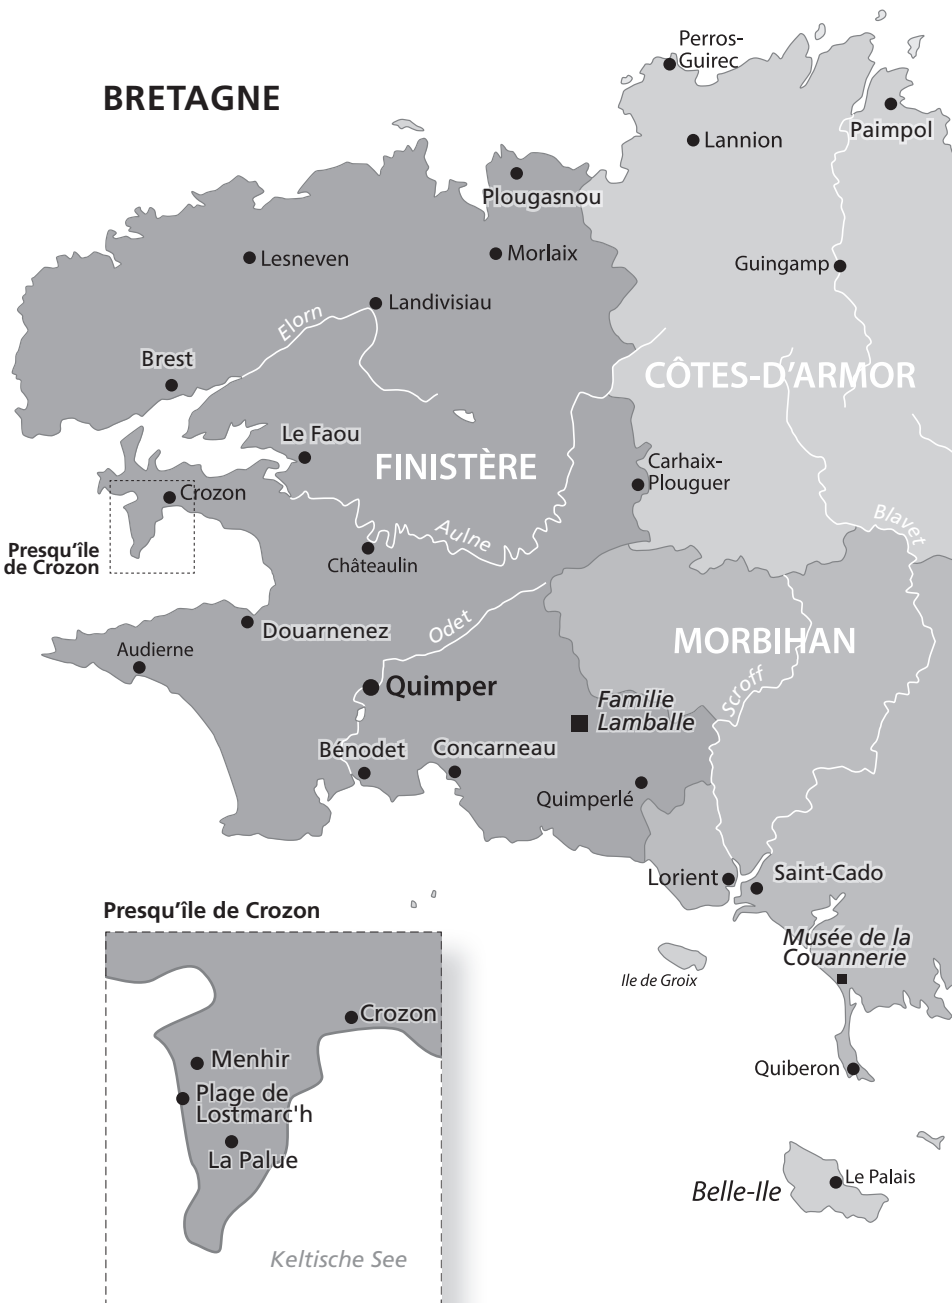 BRETAGNE
Perros-
Guirec
Paimpol
Lannion
Plougasnou
Lesneven
Morlaix
Guingamp
Landivisiau
Elorn
Brest
CÔTES-D'ARMOR
Le Faou
FINISTÈRE
Carhaix-
Plouguer
Crozon
Blavet
Aulne
Presqu'île
de Crozon
Châteaulin
Odet
Douarnenez
MORBIHAN
Audierne
Quimper
Scroff
Familie
Lamballe
Bénodet
Concarneau
Quimperlé
Lorient
Saint-Cado
Presqu'île de Crozon
Musée de la
Couannerie
Ile de Groix
Crozon
Menhir
Quiberon
Plage de
Lostmarc'h
La Palue
Belle-Ile
Le Palais
Keltische See